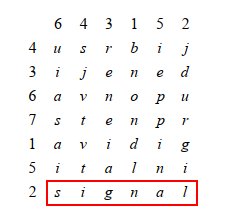 6 4 3 1 5 2
4 u s r b i j
3 i j e n e d
6 a v n o p u
7 s t e n p r
1 a v i d i g
5 i t a l n i
2 s i g n a l